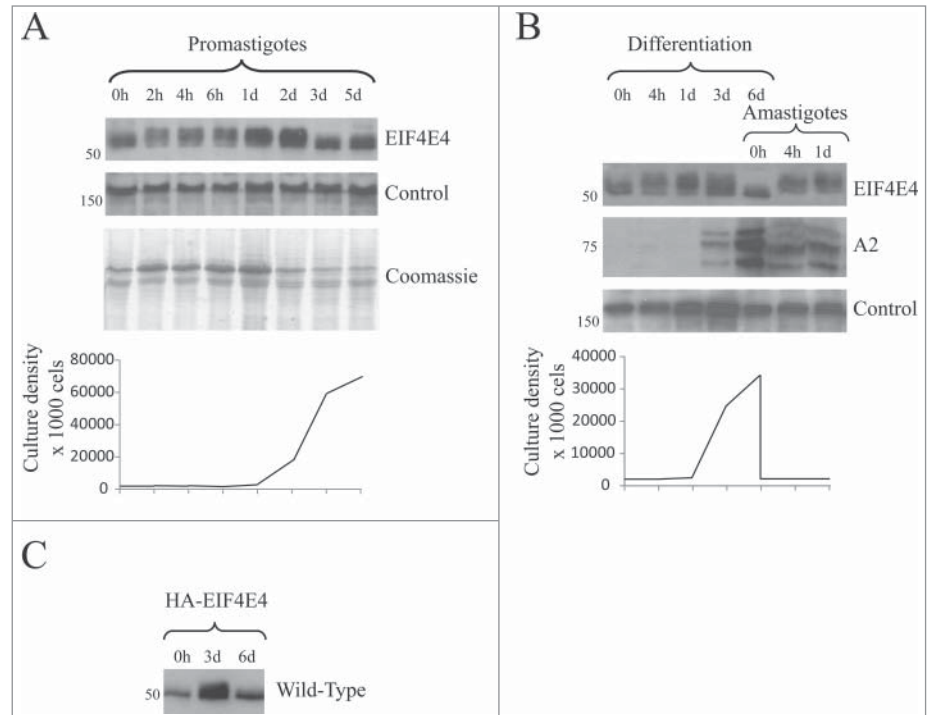 A
Promastigotes
0h 2h 4h 6h 1d 2d 3d 5d
EIF4E4
50
Control
150
Coomassie
Culture density
x 1000 cels
80000
60000
40000
20000
0
B
Differentiation
0h 4h 1d 3d 6d
Amastigotes
0h 4h 1d
EIF4E4
50
A2
75
Control
150
Culture density
x 1000 cels
40000
30000
20000
10000
0
C
HA-EIF4E4
0h 3d 6d
50
Wild-Type